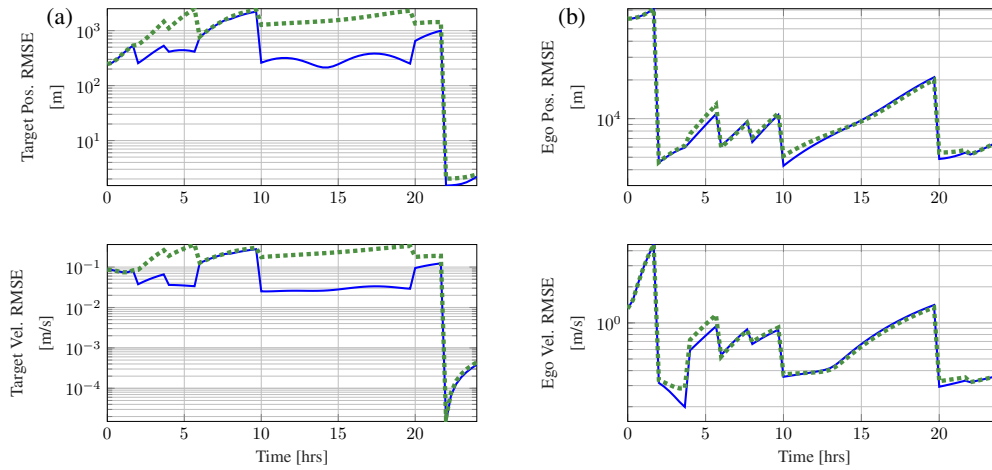 (a)
Target Pos. RMSE
[m]
10^3
10^2
10^1
0 5 10 15 20
(b)
Ego Pos. RMSE
[m]
10^4
0 5 10 15 20
Target Vel. RMSE
[m/s]
10^-1
10^-2
10^-3
10^-4
0 5 10 15 20
Time [hrs]
Ego Vel. RMSE
[m/s]
10^0
0 5 10 15 20
Time [hrs]